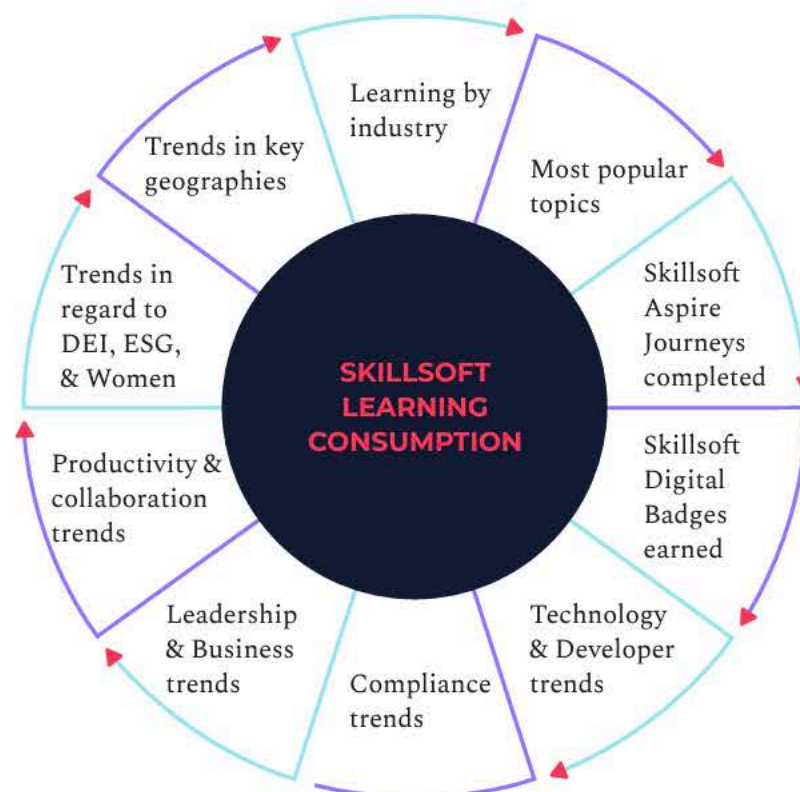 Learning by
industry
Most popular
topics
Skillsoft
Aspire
Journeys
completed
Skillsoft
Digital
Badges
earned
Technology
& Developer
trends
Compliance
trends
Leadership
& Business
trends
Productivity &
collaboration
trends
Trends in
regard to
DEI, ESG,
& Women
Trends in key
geographies
SKILLSOFT
LEARNING
CONSUMPTION